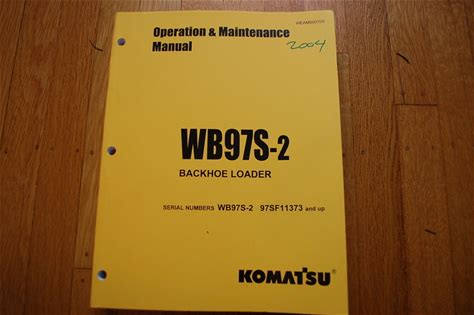 Operation & Maintenance
Manual
2004
WB97S-2
BACKHOE LOADER
SERIAL NUMBERS WB97S-2 97SF11373 and up
KOMATSU